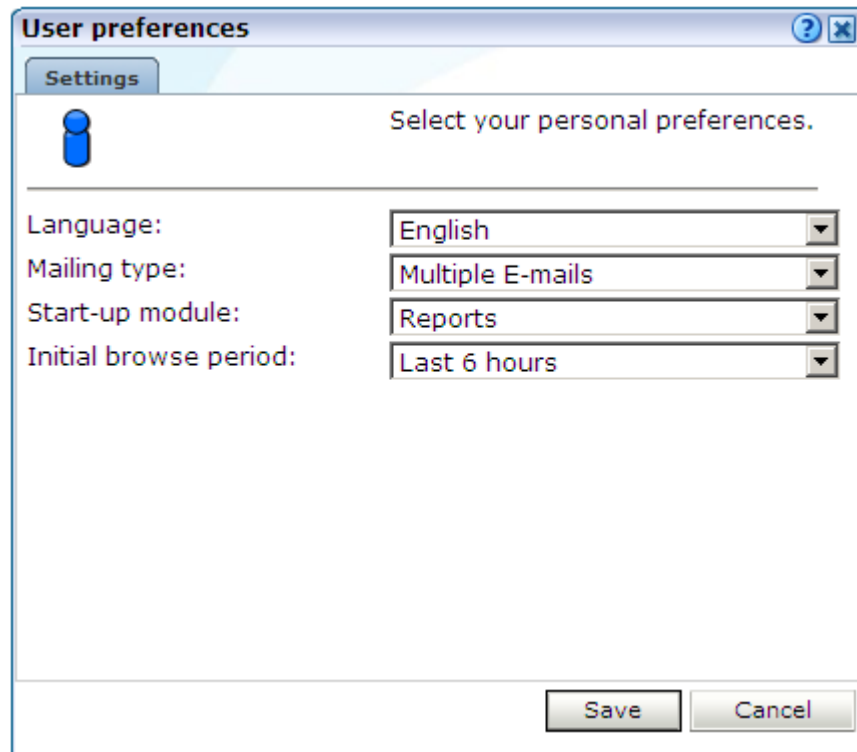 User preferences
Settings
Select your personal preferences.
Language: English
Mailing type: Multiple E-mails
Start-up module: Reports
Initial browse period: Last 6 hours
Save Cancel